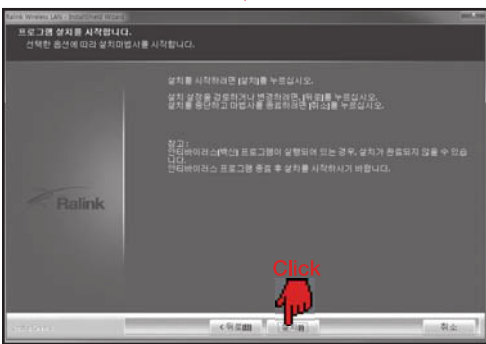 Ralink Wireless LAN - InstallShield Wizard
프로그램 설치를 시작합니다.
선택한 옵션에 따라 설치마법사를 시작합니다.
설치를 시작하려면 [설치]를 누르십시오.
설치 설정을 검토하거나 변경하려면, [뒤로]를 누르십시오.
설치를 중단하고 마법사를 종료하려면 [취소]를 누르십시오.
참고:
안티바이러스[백신] 프로그램이 실행되어 있는 경우, 설치가 완료되지 않을 수 있습
니다.
안티바이러스 프로그램 종료 후 설치를 시작하시기 바랍니다.
Ralink
Click
< 뒤로(B)
취소